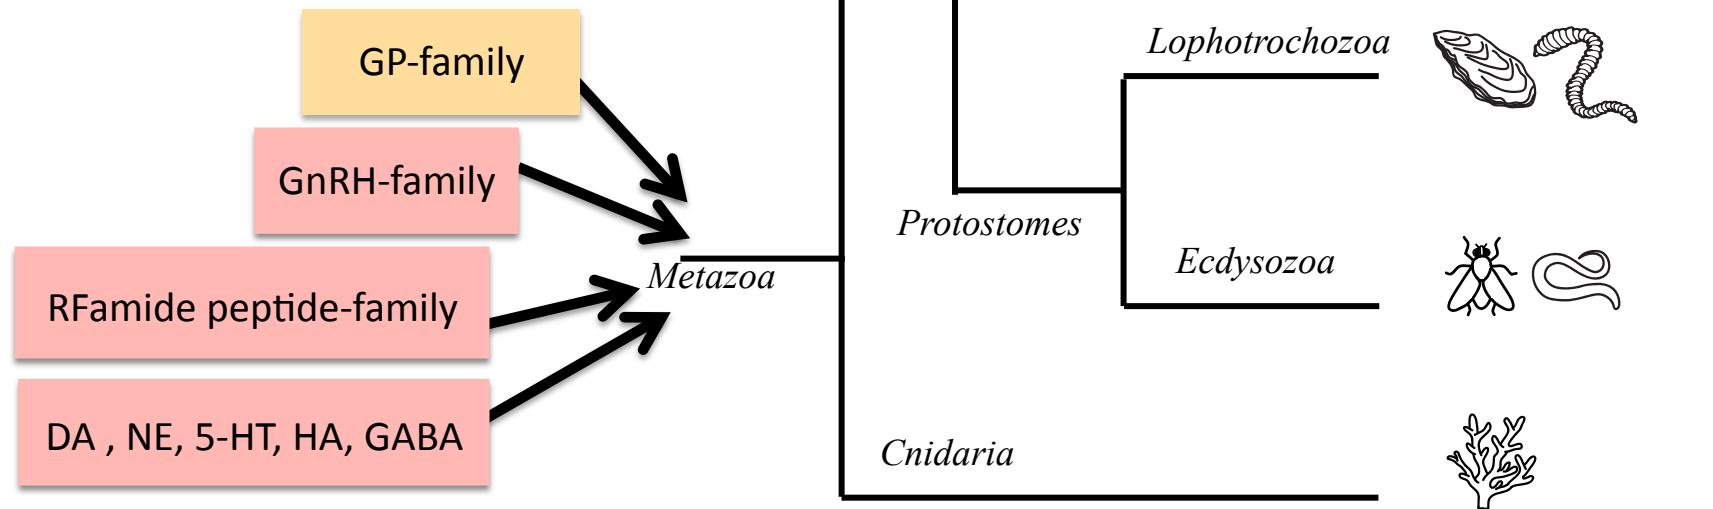 GP-family
GnRH-family
RFamide peptide-family
DA , NE, 5-HT, HA, GABA
Metazoa
Lophotrochozoa
Protostomes
Ecdysozoa
Cnidaria